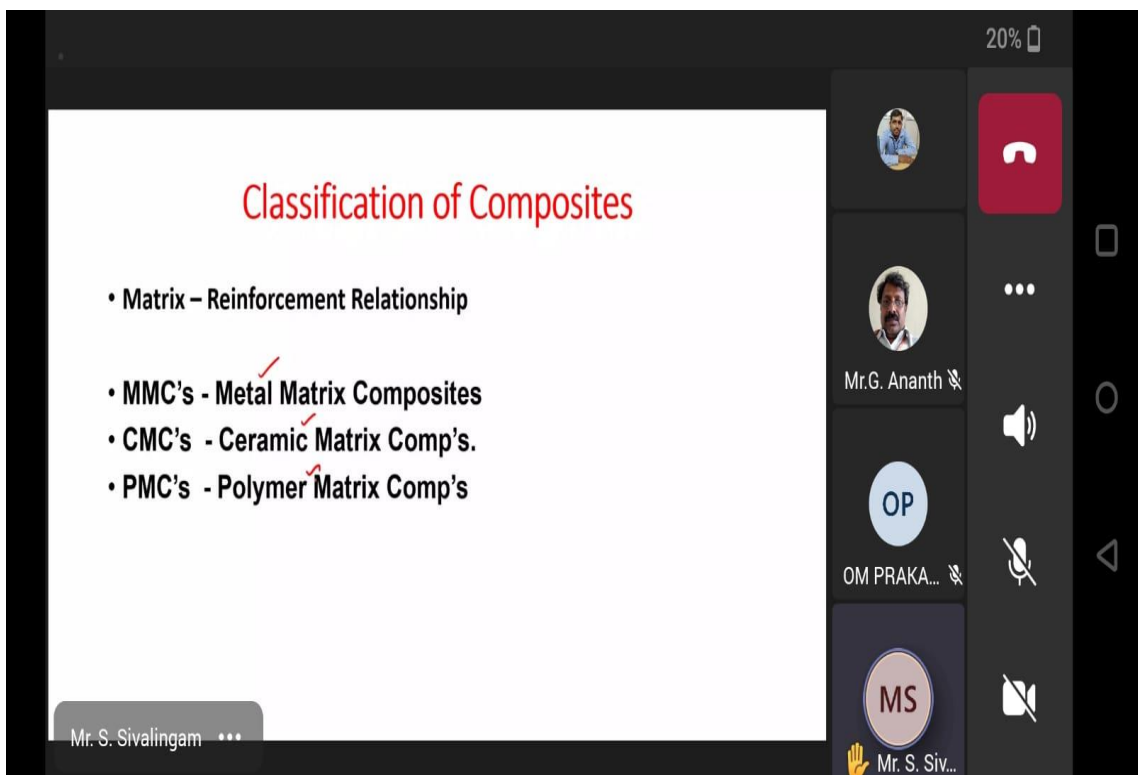 20%
Classification of Composites
• Matrix – Reinforcement Relationship
• MMC's - Metal Matrix Composites
• CMC's - Ceramic Matrix Comp's.
• PMC's - Polymer Matrix Comp's
Mr. S. Sivalingam •••
Mr.G. Ananth
OP
OM PRAKA...
MS
Mr. S. Siv...